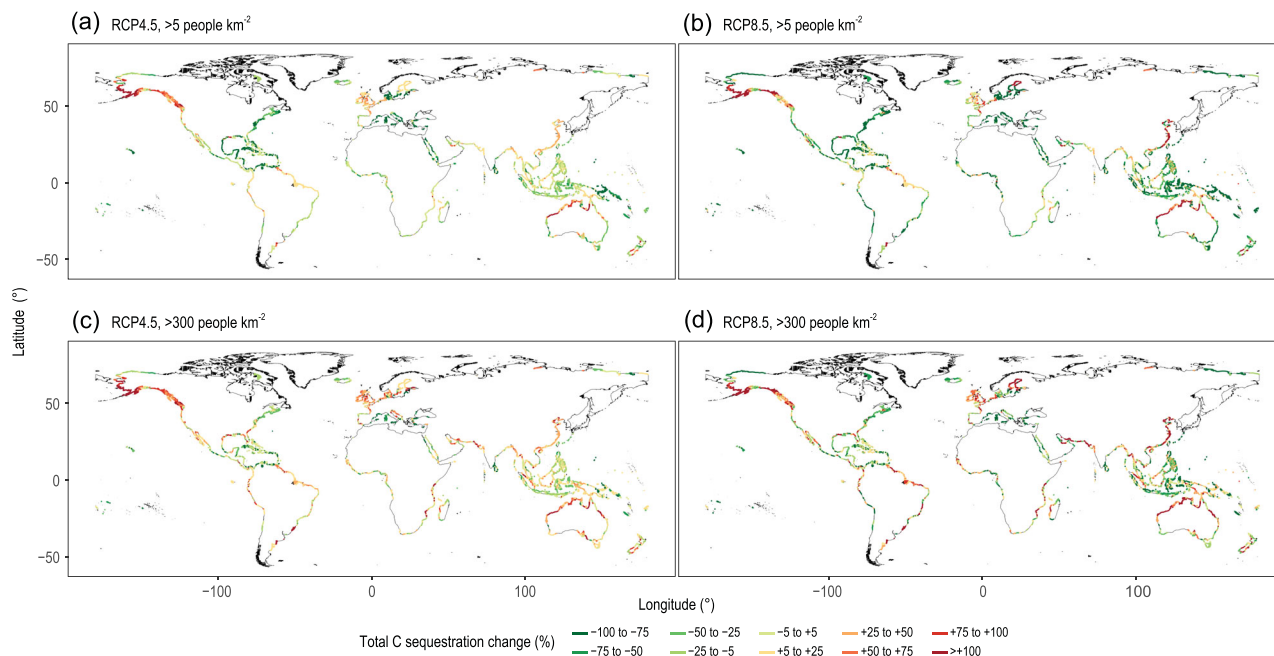 (a) RCP4.5, >5 people km-2
(b) RCP8.5, >5 people km-2
50
0
−50
(c) RCP4.5, >300 people km-2
(d) RCP8.5, >300 people km-2
Latitude (°)
50
0
−50
−100 0 100 −100 0 100
Longitude (°)
Total C sequestration change (%)
−100 to −75 −50 to −25 −5 to +5 +25 to +50 +75 to +100
−75 to −50 −25 to −5 +5 to +25 +50 to +75 >+100